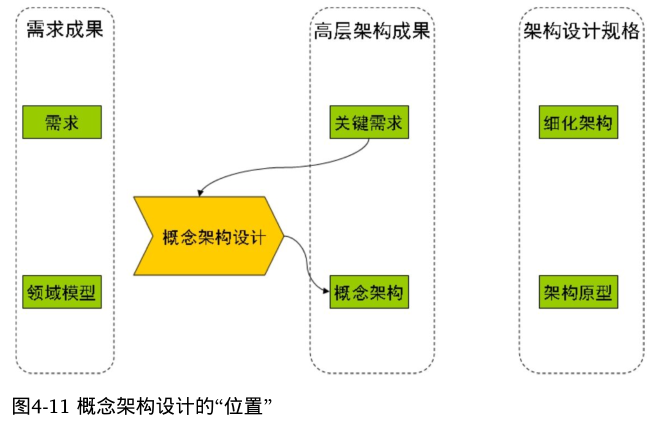 需求成果
高层架构成果
架构设计规格
需求
关键需求
细化架构
概念架构设计
领域模型
概念架构
架构原型
图4-11 概念架构设计的“位置”